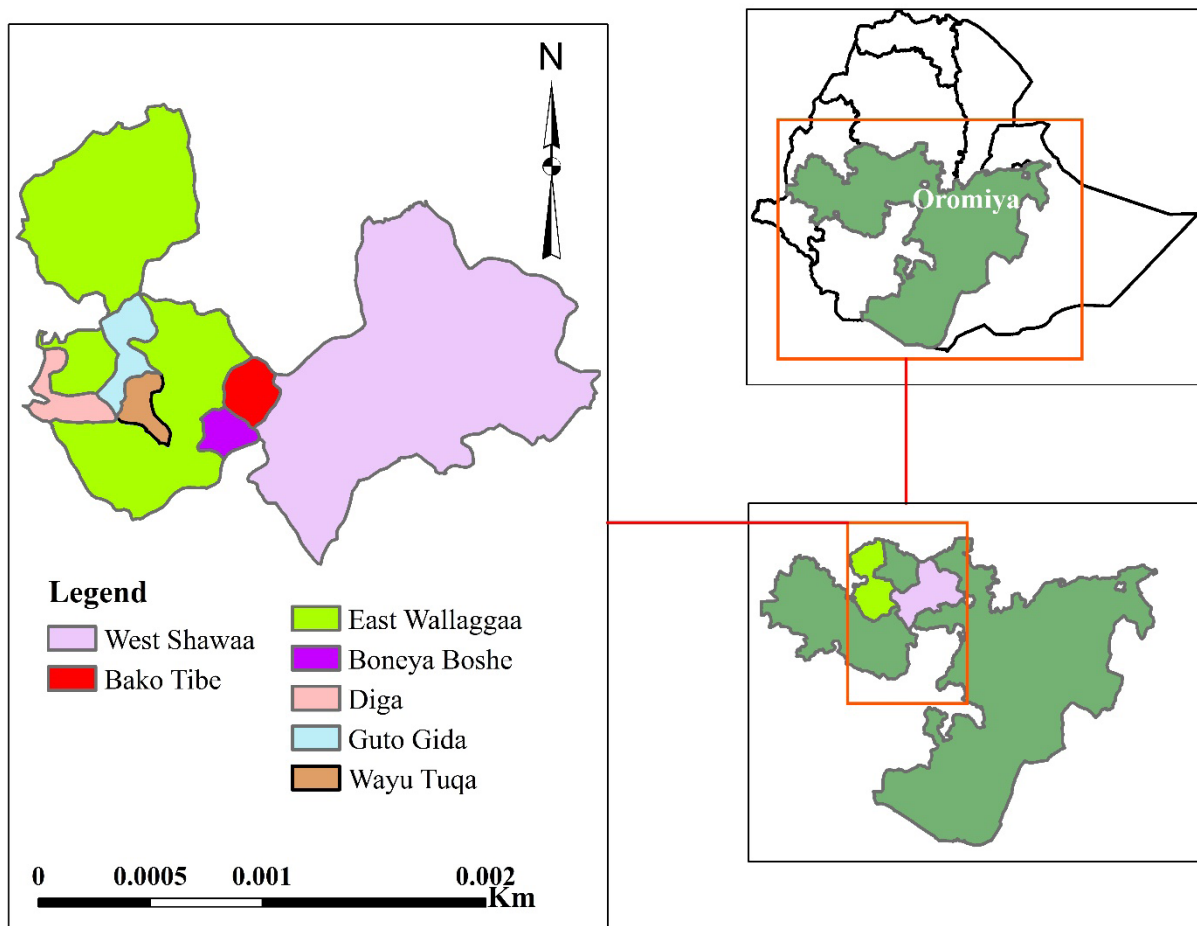 N
Oromiya
Legend
West Shawaa
Bako Tibe
East Wallaggaa
Boneya Boshe
Diga
Guto Gida
Wayu Tuqa
0 0.0005 0.001 0.002
Km